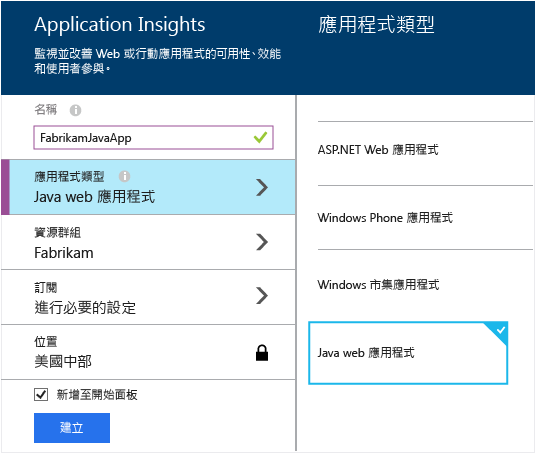 Application Insights
監視並改善 Web 或行動應用程式的可用性、效能
和使用者參與。
名稱
FabrikamJavaApp
應用程式類型
Java web 應用程式
資源群組
Fabrikam
訂閱
進行必要的設定
位置
美國中部
新增至開始面板
建立
應用程式類型
ASP.NET Web 應用程式
Windows Phone 應用程式
Windows 市集應用程式
Java web 應用程式